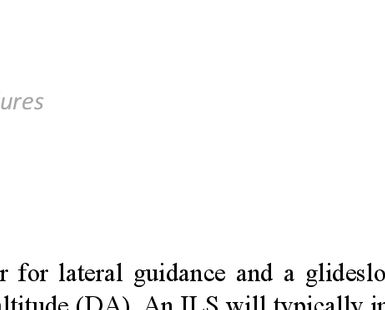 ures
r for lateral guidance and a glideslo
altitude (DA). An ILS will typically in